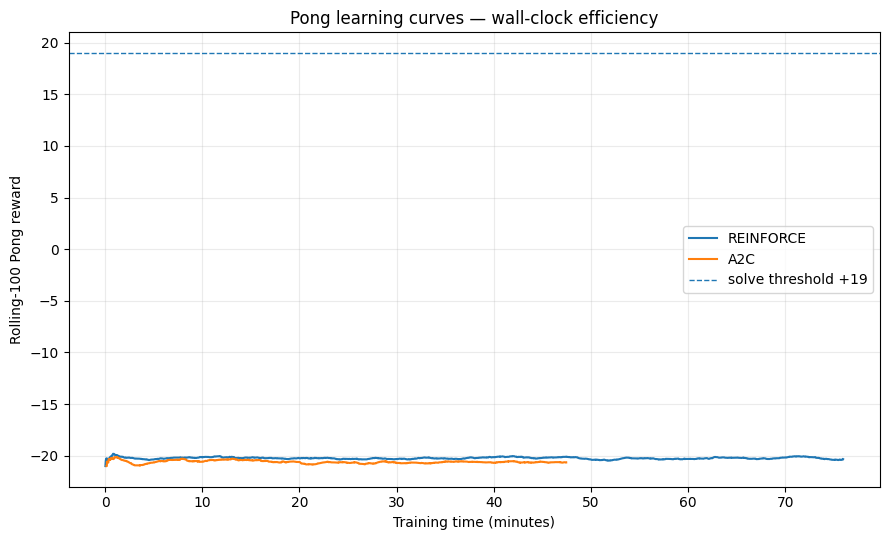 Pong learning curves — wall-clock efficiency
20
15
10
5
0
−5
−10
−15
−20
Rolling-100 Pong reward
REINFORCE
A2C
solve threshold +19
0 10 20 30 40 50 60 70
Training time (minutes)